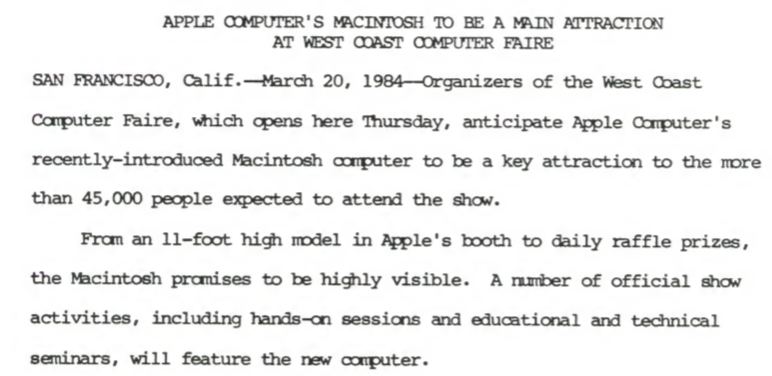 APPLE COMPUTER'S MACINTOSH TO BE A MAIN ATTRACTION
AT WEST COAST COMPUTER FAIRE
SAN FRANCISCO, Calif.--March 20, 1984--Organizers of the West Coast
Computer Faire, which opens here Thursday, anticipate Apple Computer's
recently-introduced Macintosh computer to be a key attraction to the more
than 45,000 people expected to attend the show.
From an 11-foot high model in Apple's booth to daily raffle prizes,
the Macintosh promises to be highly visible. A number of official show
activities, including hands-on sessions and educational and technical
seminars, will feature the new computer.